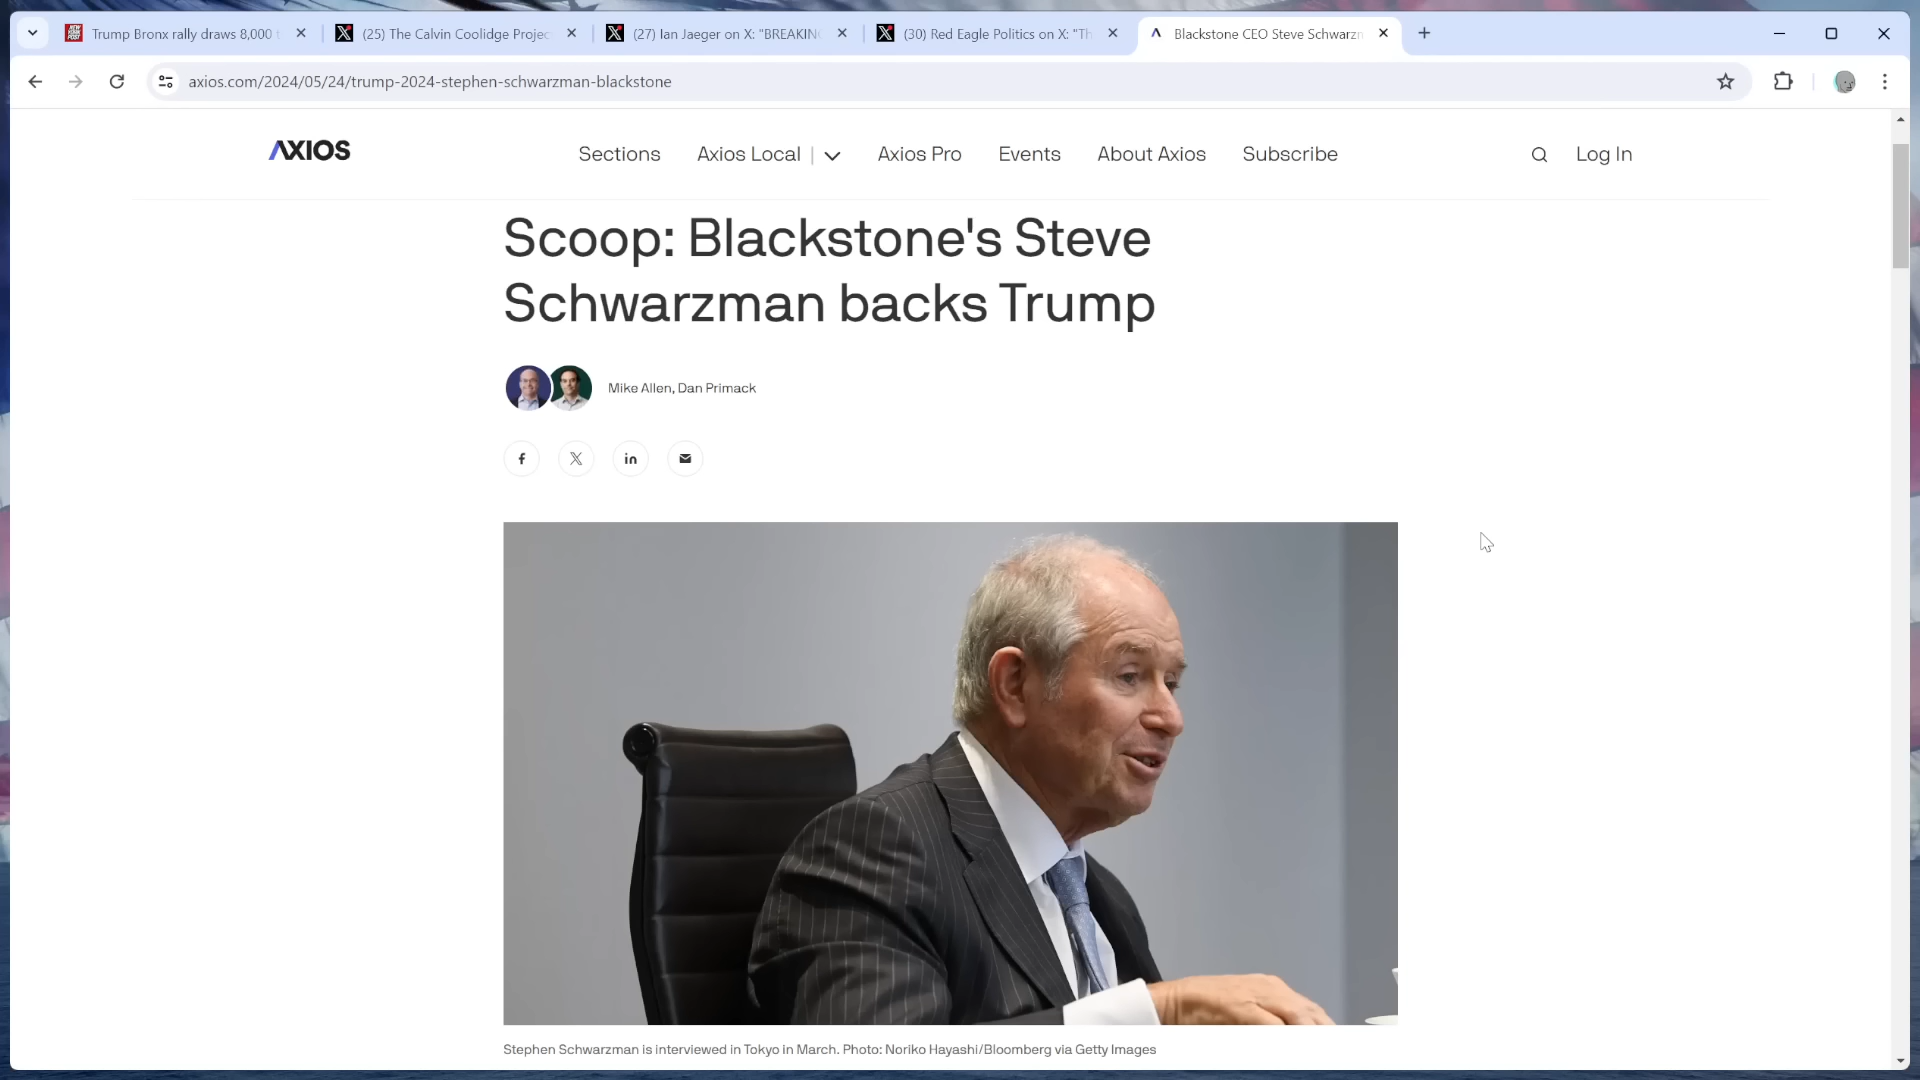 Trump Bronx rally draws 8,000
(25) The Calvin Coolidge Projec
(27) Ian Jaeger on X: "BREAKIN
(30) Red Eagle Politics on X: "Th
Blackstone CEO Steve Schwarzm
axios.com/2024/05/24/trump-2024-stephen-schwarzman-blackstone
AXIOS
Sections
Axios Local
Axios Pro
Events
About Axios
Subscribe
Log In
Scoop: Blackstone's Steve
Schwarzman backs Trump
Mike Allen, Dan Primack
Stephen Schwarzman is interviewed in Tokyo in March. Photo: Noriko Hayashi/Bloomberg via Getty Images